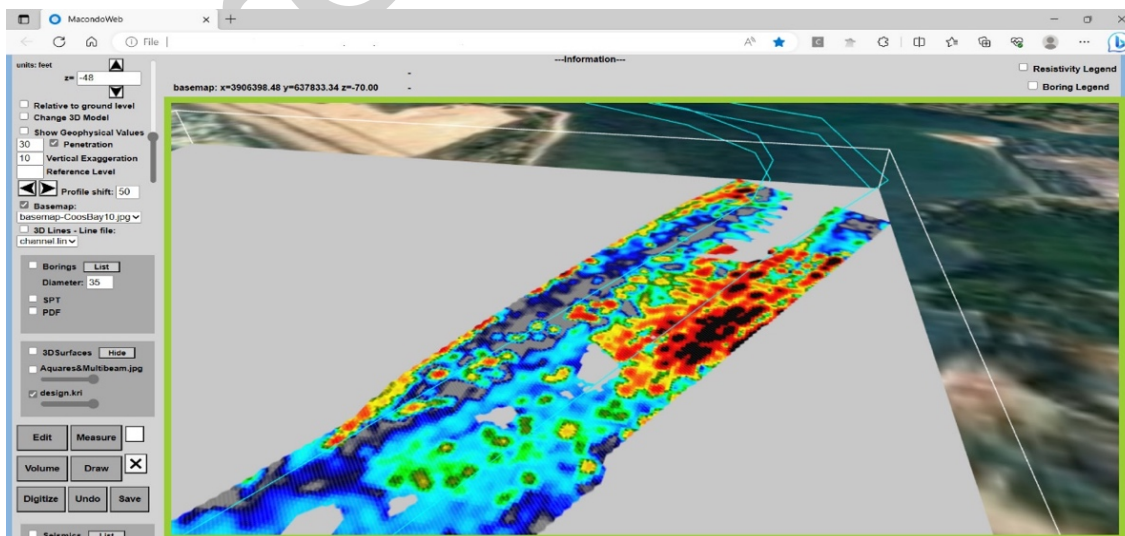 MacondoWeb
File
units: feet
z= -48
---Information---
basemap: x=3906398.48 y=637833.34 z=-70.00
Resistivity Legend
Boring Legend
Relative to ground level
Change 3D Model
Show Geophysical Values
30 Penetration
10 Vertical Exaggeration
Reference Level
Profile shift: 50
Basemap:
basemap-CoosBay10.jpg
3D Lines - Line file:
channel.lin
Borings List
Diameter: 35
SPT
PDF
3DSurfaces Hide
Aquares&Multibeam.jpg
design.kri
Edit Measure
Volume Draw X
Digitize Undo Save
Seismics List